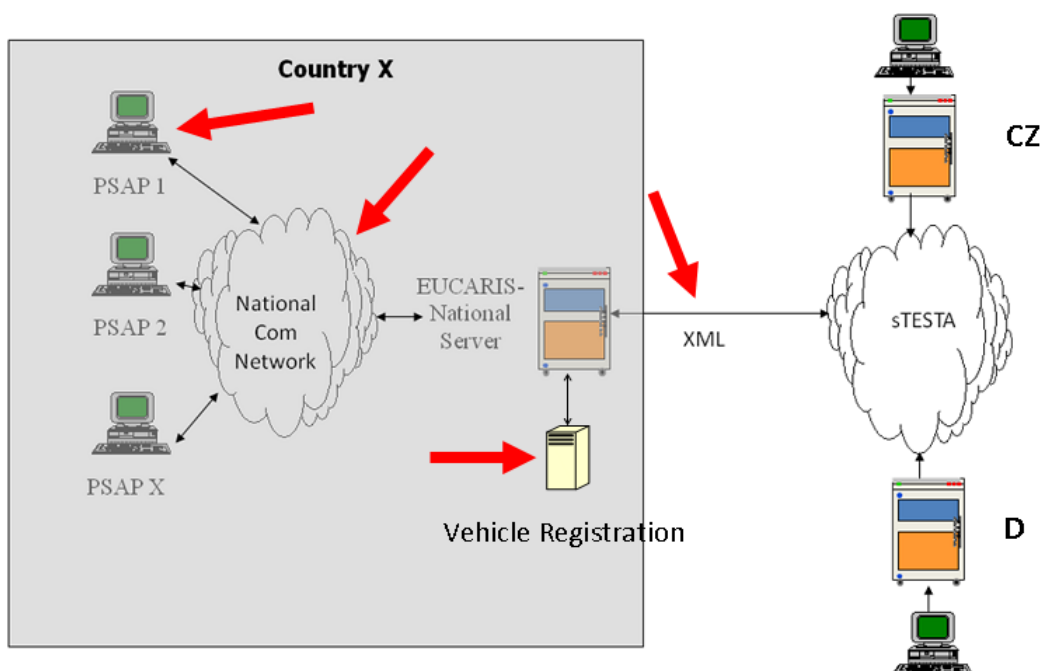 Country X
CZ
PSAP 1
PSAP 2
PSAP X
National
Com
Network
EUCARIS-
National
Server
XML
sTESTA
Vehicle Registration
D